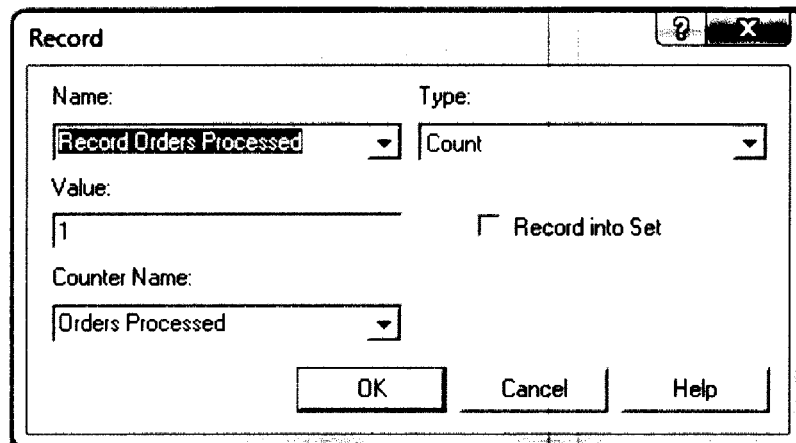 Record
Name: Type:
Record Orders Processed Count
Value:
1 Record into Set
Counter Name:
Orders Processed
OK Cancel Help